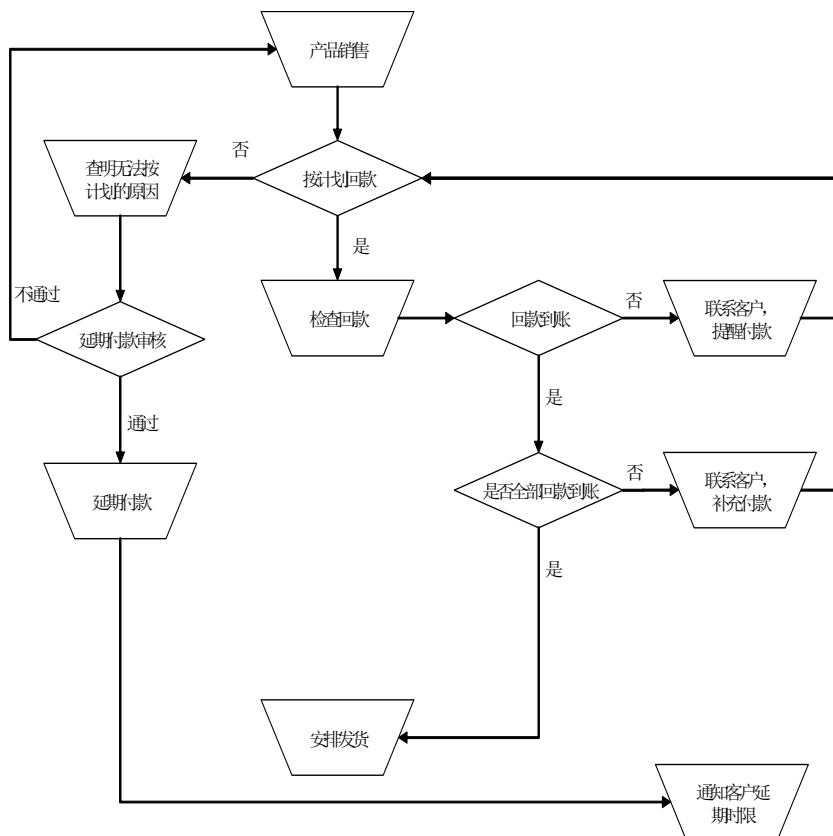 产品销售
否
查明无法按
计划的原因
按计划回款
是
不通过
检查回款
回款到账
否
联系客户，
提醒付款
延期付款审核
是
通过
延期付款
是否全部回款到账
否
联系客户，
补充付款
是
安排发货
通知客户延
期时限